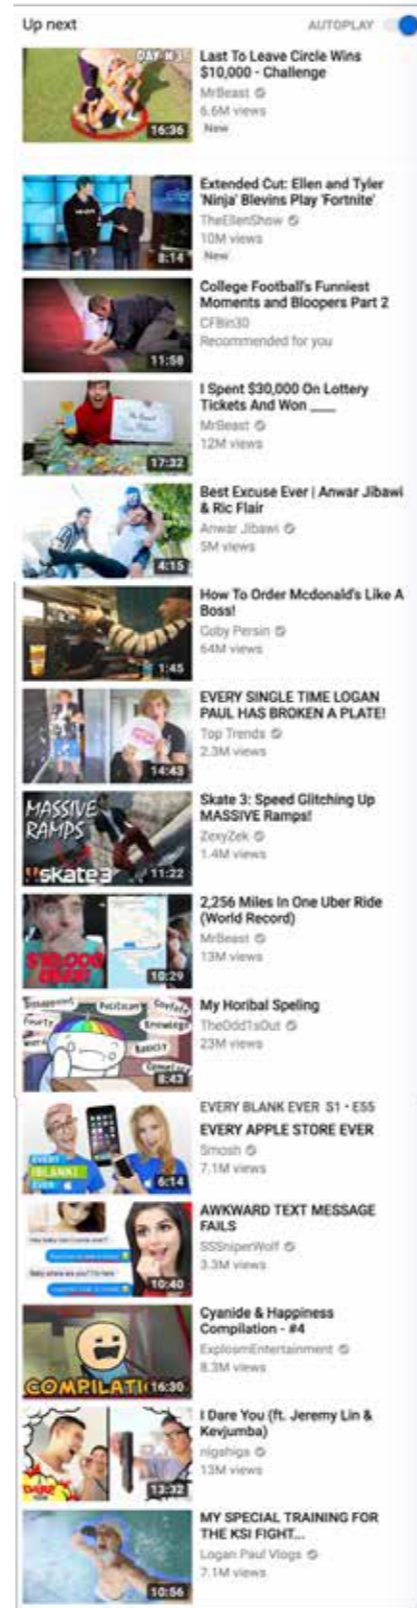 Up next AUTOPLAY
DAY #3
16:36
Last To Leave Circle Wins
$10,000 - Challenge
MrBeast
6.6M views
New
8:14
Extended Cut: Ellen and Tyler
'Ninja' Blevins Play 'Fortnite'
TheEllenShow
10M views
New
11:58
College Football's Funniest
Moments and Bloopers Part 2
CFBin30
Recommended for you
17:32
I Spent $30,000 On Lottery
Tickets And Won ____
MrBeast
12M views
4:15
Best Excuse Ever | Anwar Jibawi
& Ric Flair
Anwar Jibawi
5M views
1:45
How To Order Mcdonald's Like A
Boss!
Goby Persin
64M views
14:43
EVERY SINGLE TIME LOGAN
PAUL HAS BROKEN A PLATE!
Top Trends
2.3M views
MASSIVE
RAMPS
skate 3
11:22
Skate 3: Speed Glitching Up
MASSIVE Ramps!
ZexyZek
1.4M views
$10,000
10:29
2,256 Miles In One Uber Ride
(World Record)
MrBeast
13M views
Fourty
8:43
My Horibal Speling
TheOdd1sOut
23M views
EVERY
[BLANK]
EVER
6:14
EVERY BLANK EVER S1 • E55
EVERY APPLE STORE EVER
Smosh
7.1M views
10:40
AWKWARD TEXT MESSAGE
FAILS
SSSniperWolf
3.3M views
COMPILATI
16:30
Cyanide & Happiness
Compilation - #4
ExplosmEntertainment
8.3M views
DARE
13:32
I Dare You (ft. Jeremy Lin &
Kevjumba)
nigahiga
13M views
10:56
MY SPECIAL TRAINING FOR
THE KSI FIGHT...
Logan Paul Vlogs
7.1M views